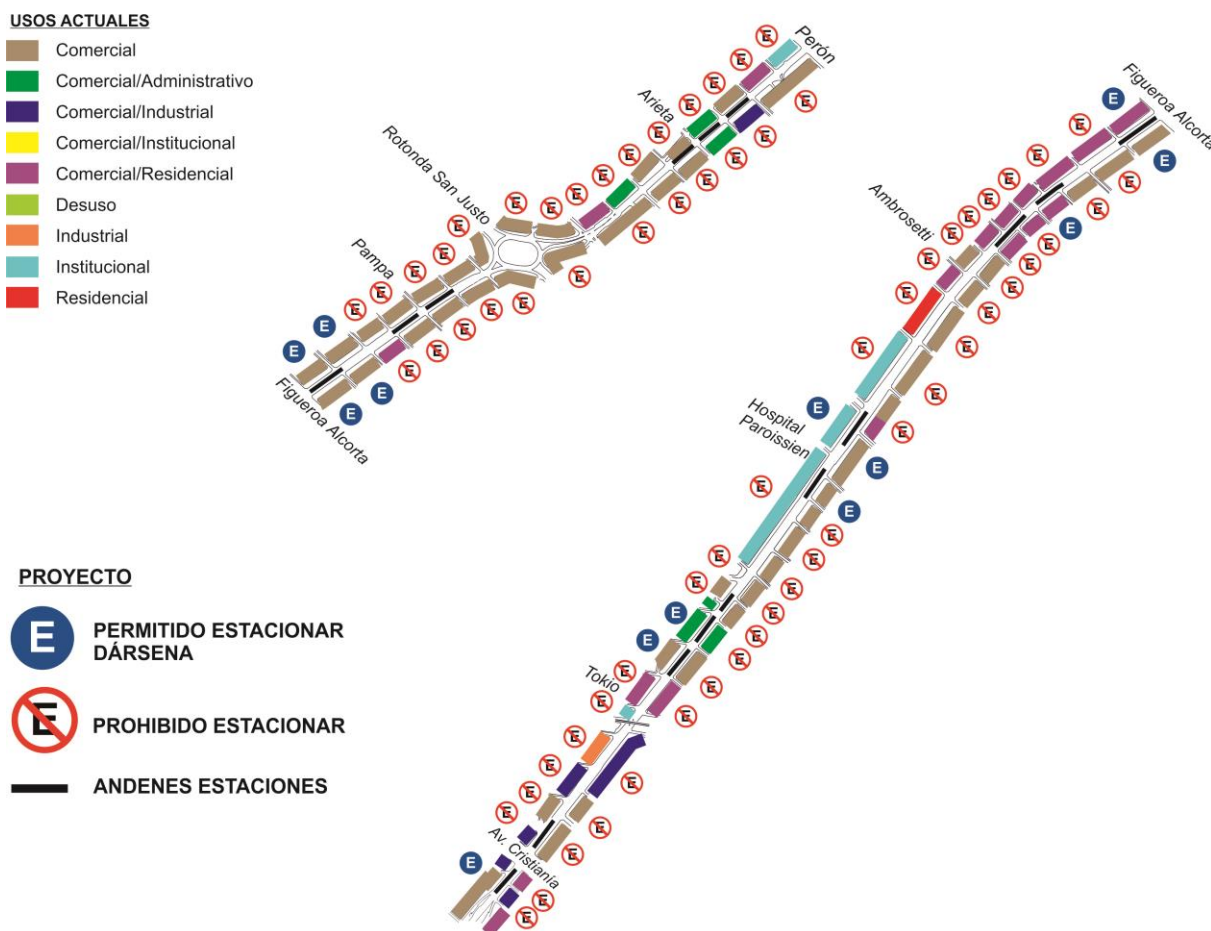 USOS ACTUALES
Comercial
Comercial/Administrativo
Comercial/Industrial
Comercial/Institucional
Comercial/Residencial
Desuso
Industrial
Institucional
Residencial
Perón
Arieta
Rotonda San Justo
Pampa
Figueroa Alcorta
Figueroa Alcorta
Ambrosetti
Hospital
Paroissien
Tokio
Av. Cristianía
PROYECTO
E
PERMITIDO ESTACIONAR
DÁRSENA
E
PROHIBIDO ESTACIONAR
ANDENES ESTACIONES